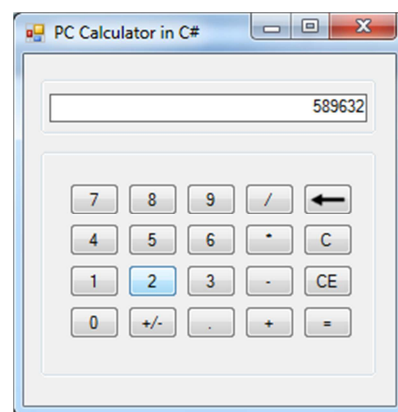 PC Calculator in C#
589632
7 8 9 / ←
4 5 6 * C
1 2 3 - CE
0 +/- . + =